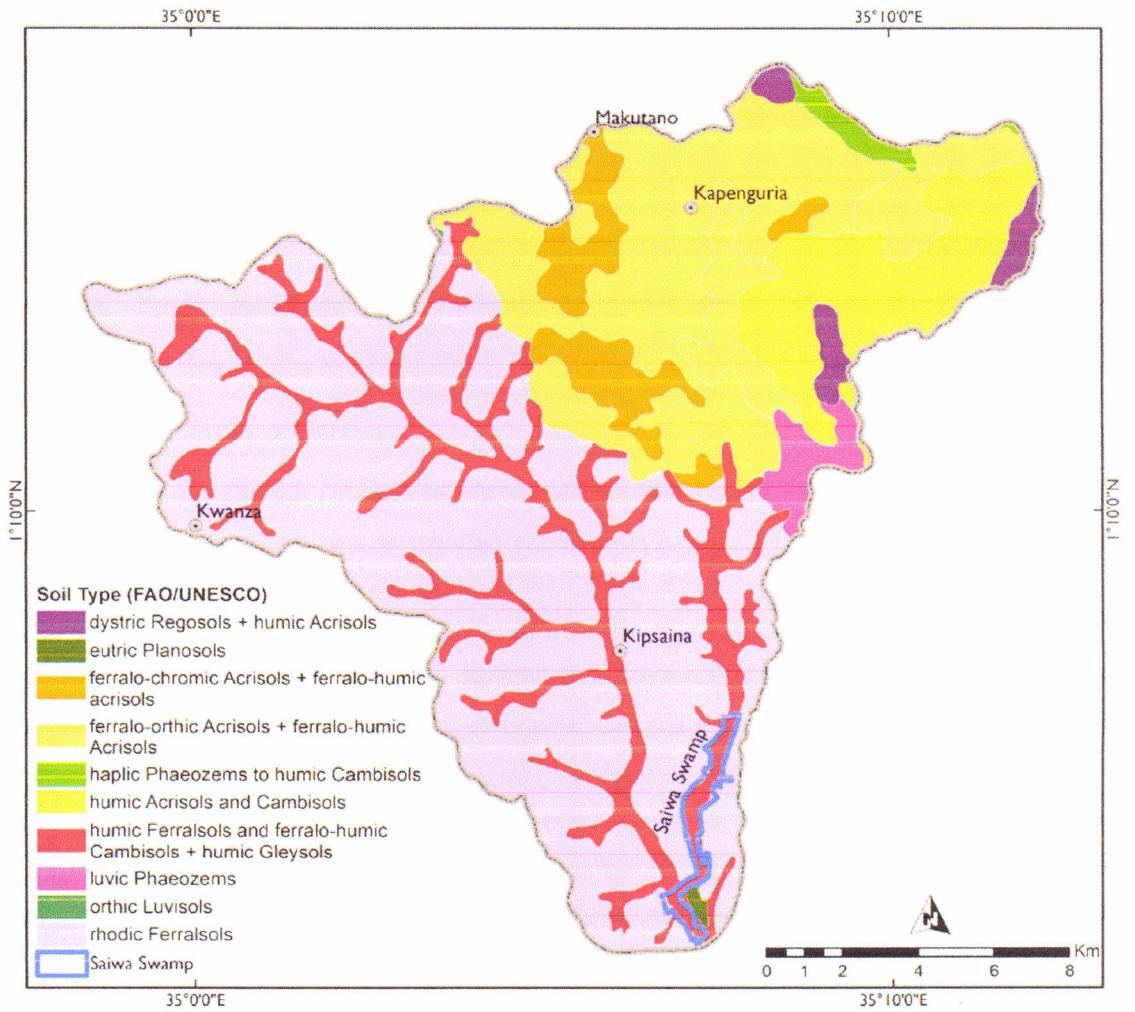 35°0'0"E
35°10'0"E
Makutano
Kapenguria
1°10'0"N
1°10'0"N
Kwanza
Kipsaina
Saiwa Swamp
Soil Type (FAO/UNESCO)
dystric Regosols + humic Acrisols
eutric Planosols
ferralo-chromic Acrisols + ferralo-humic
acrisols
ferralo-orthic Acrisols + ferralo-humic
Acrisols
haplic Phaeozems to humic Cambisols
humic Acrisols and Cambisols
humic Ferralsols and ferralo-humic
Cambisols + humic Gleysols
luvic Phaeozems
orthic Luvisols
rhodic Ferralsols
Saiwa Swamp
N
Km
0 1 2 4 6 8
35°0'0"E
35°10'0"E